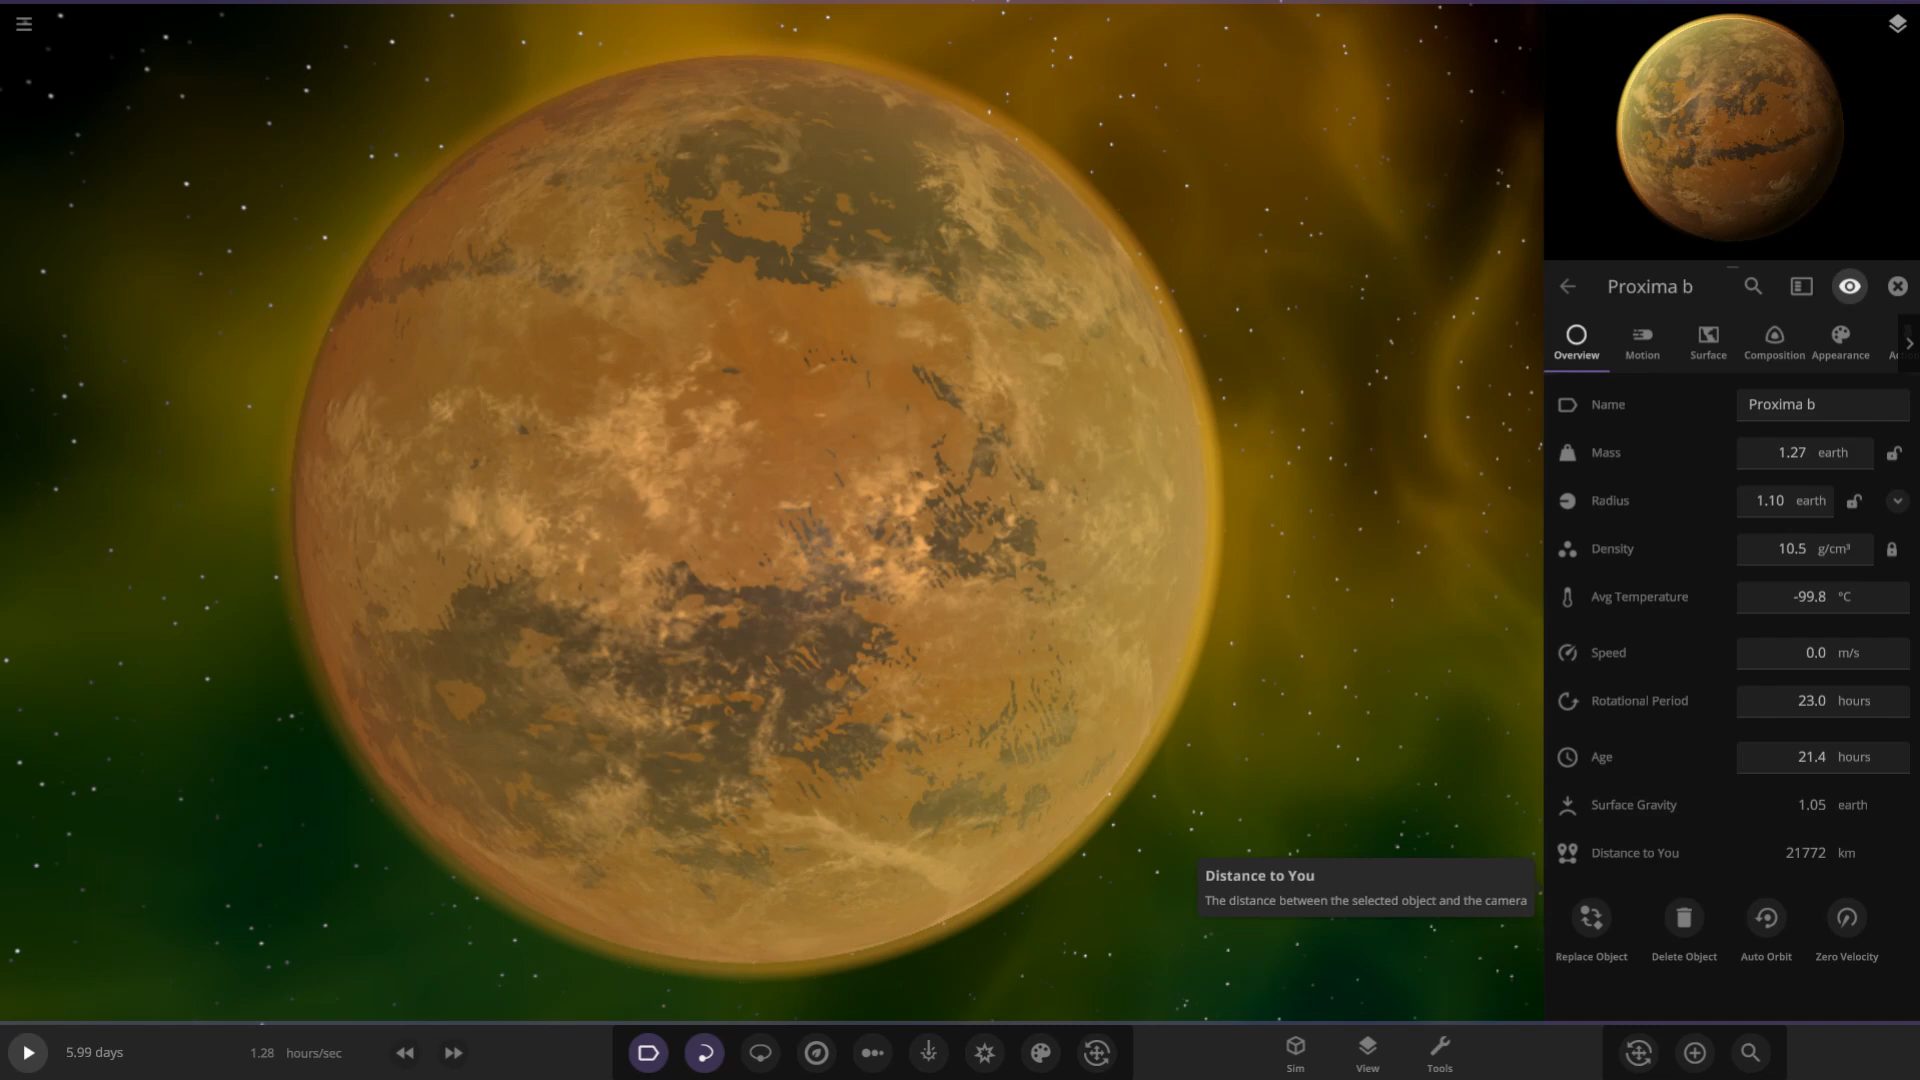 Proxima b
Overview
Motion
Surface
Composition
Appearance
Name
Proxima b
Mass
1.27 earth
Radius
1.10 earth
Density
10.5 g/cm³
Avg Temperature
-99.8 °C
Speed
0.0 m/s
Rotational Period
23.0 hours
Age
21.4 hours
Surface Gravity
1.05 earth
Distance to You
21772 km
Distance to You
The distance between the selected object and the camera
Replace Object
Delete Object
Auto Orbit
Zero Velocity
5.99 days
1.28 hours/sec
Sim
View
Tools